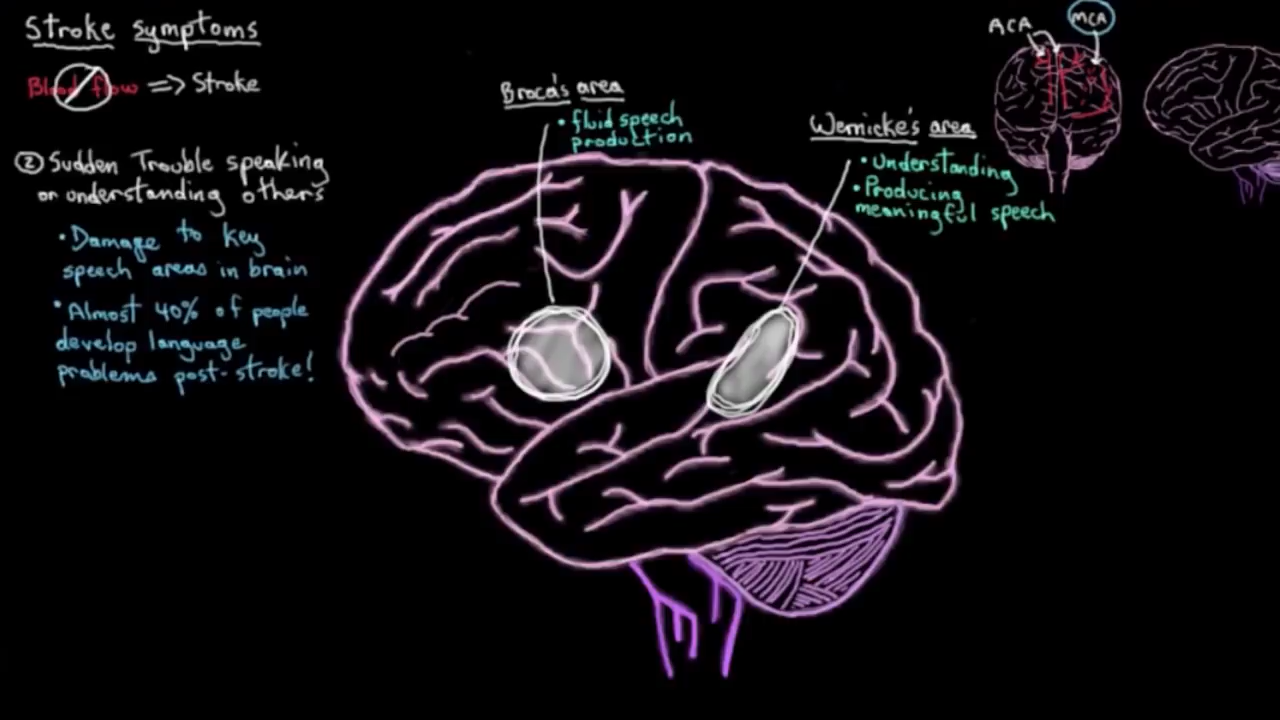 Stroke symptoms
Blood flow => Stroke
② Sudden Trouble speaking
or understanding others
• Damage to key
speech areas in brain
• Almost 40% of people
develop language
problems post-stroke!
Broca's area
• fluid speech
production
Wernicke's area
• Understanding
• Producing
meaningful speech
ACA
MCA